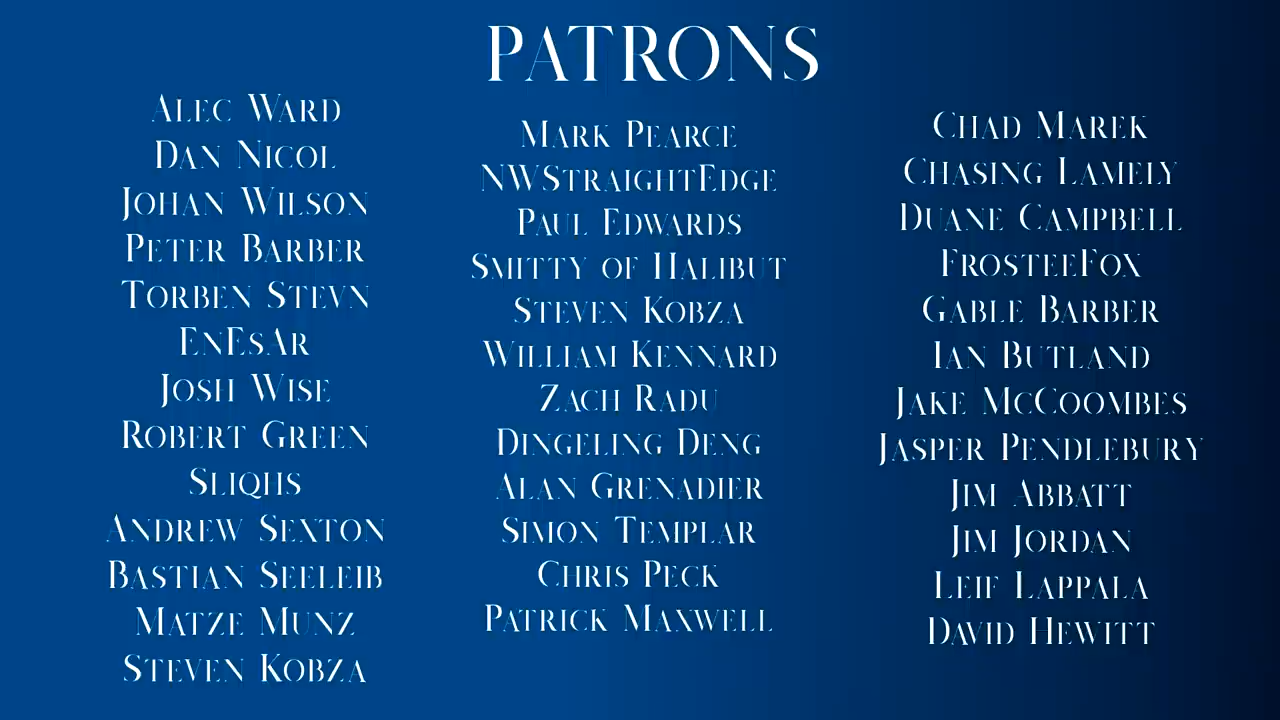 PATRONS
ALEC WARD
DAN NICOL
JOHAN WILSON
PETER BARBER
TORBEN STEVN
ENESAR
JOSH WISE
ROBERT GREEN
SLIQHS
ANDREW SEXTON
BASTIAN SEELEIB
MATZE MUNZ
STEVEN KOBZA
MARK PEARCE
NWSTRAIGHTEDGE
PAUL EDWARDS
SMITTY OF HALIBUT
STEVEN KOBZA
WILLIAM KENNARD
ZACH RADU
DINGELING DENG
ALAN GRENADIER
SIMON TEMPLAR
CHRIS PECK
PATRICK MAXWELL
CHAD MAREK
CHASING LAMELY
DUANE CAMPBELL
FROSTEEFOX
GABLE BARBER
IAN BUTLAND
JAKE MCCOOMBES
JASPER PENDLEBURY
JIM ABBATT
JIM JORDAN
LEIF LAPPALA
DAVID HEWITT